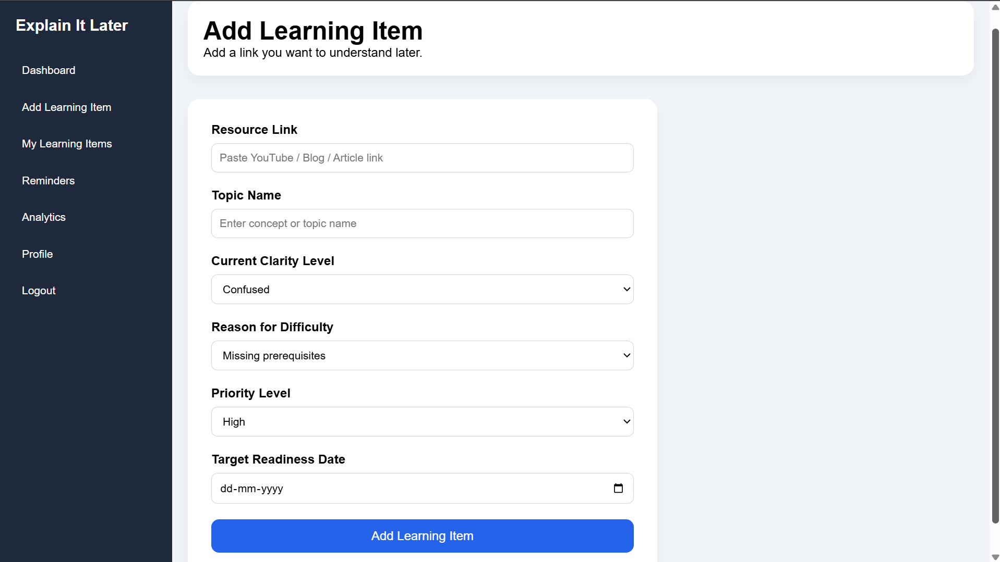 Explain It Later
Dashboard
Add Learning Item
My Learning Items
Reminders
Analytics
Profile
Logout
Add Learning Item
Add a link you want to understand later.
Resource Link
Paste YouTube / Blog / Article link
Topic Name
Enter concept or topic name
Current Clarity Level
Confused
Reason for Difficulty
Missing prerequisites
Priority Level
High
Target Readiness Date
dd-mm-yyyy
Add Learning Item